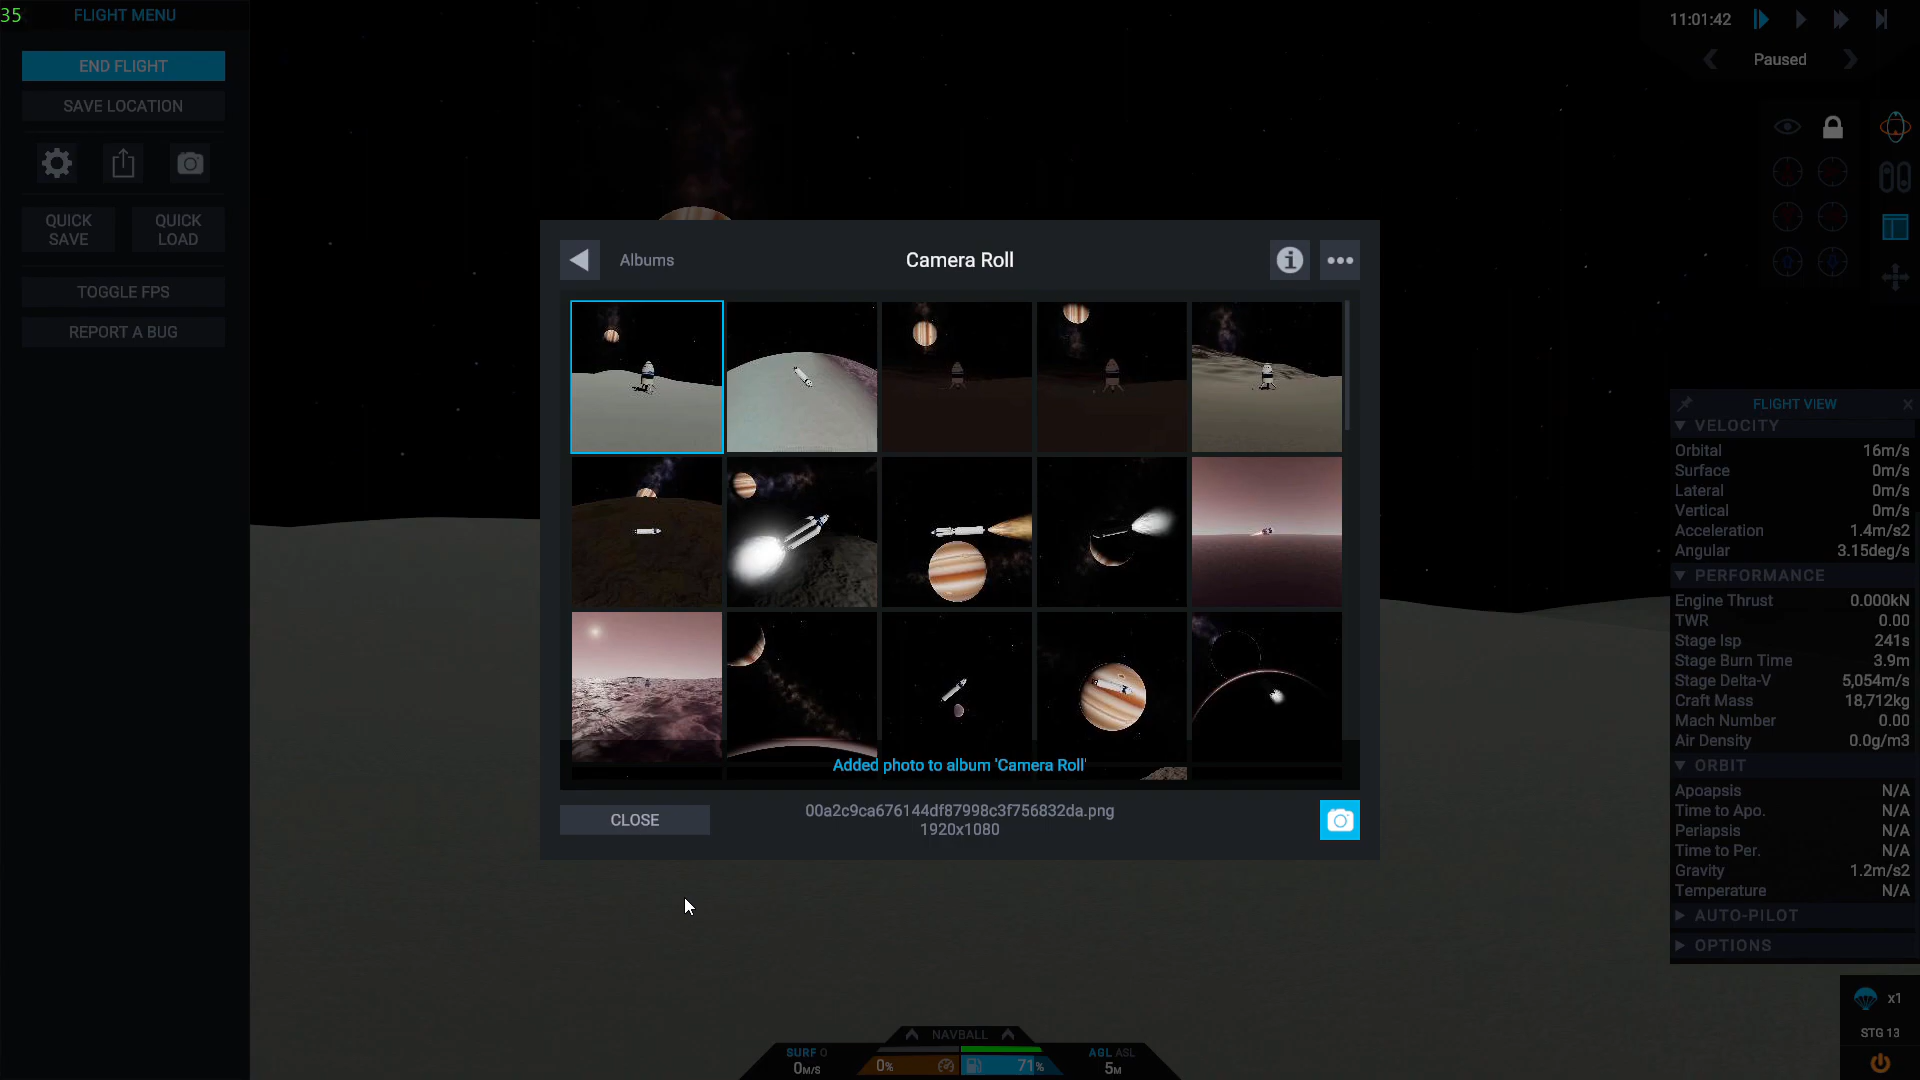 35
FLIGHT MENU
END FLIGHT
SAVE LOCATION
QUICK SAVE
QUICK LOAD
TOGGLE FPS
REPORT A BUG
Albums
Camera Roll
Added photo to album 'Camera Roll'
CLOSE
00a2c9ca676144df87998c3f756832da.png
1920x1080
11:01:42
Paused
FLIGHT VIEW
VELOCITY
Orbital 16m/s
Surface 0m/s
Lateral 0m/s
Vertical 0m/s
Acceleration 1.4m/s2
Angular 3.15deg/s
PERFORMANCE
Engine Thrust 0.000kN
TWR 0.00
Stage Isp 241s
Stage Burn Time 3.9m
Stage Delta-V 5,054m/s
Craft Mass 18,712kg
Mach Number 0.00
Air Density 0.0g/m3
ORBIT
Apoapsis N/A
Time to Apo. N/A
Periapsis N/A
Time to Per. N/A
Gravity 1.2m/s2
Temperature N/A
AUTO-PILOT
OPTIONS
x1
STG 13
NAVBALL
SURF O
0M/S
0%
71%
AGL ASL
5M